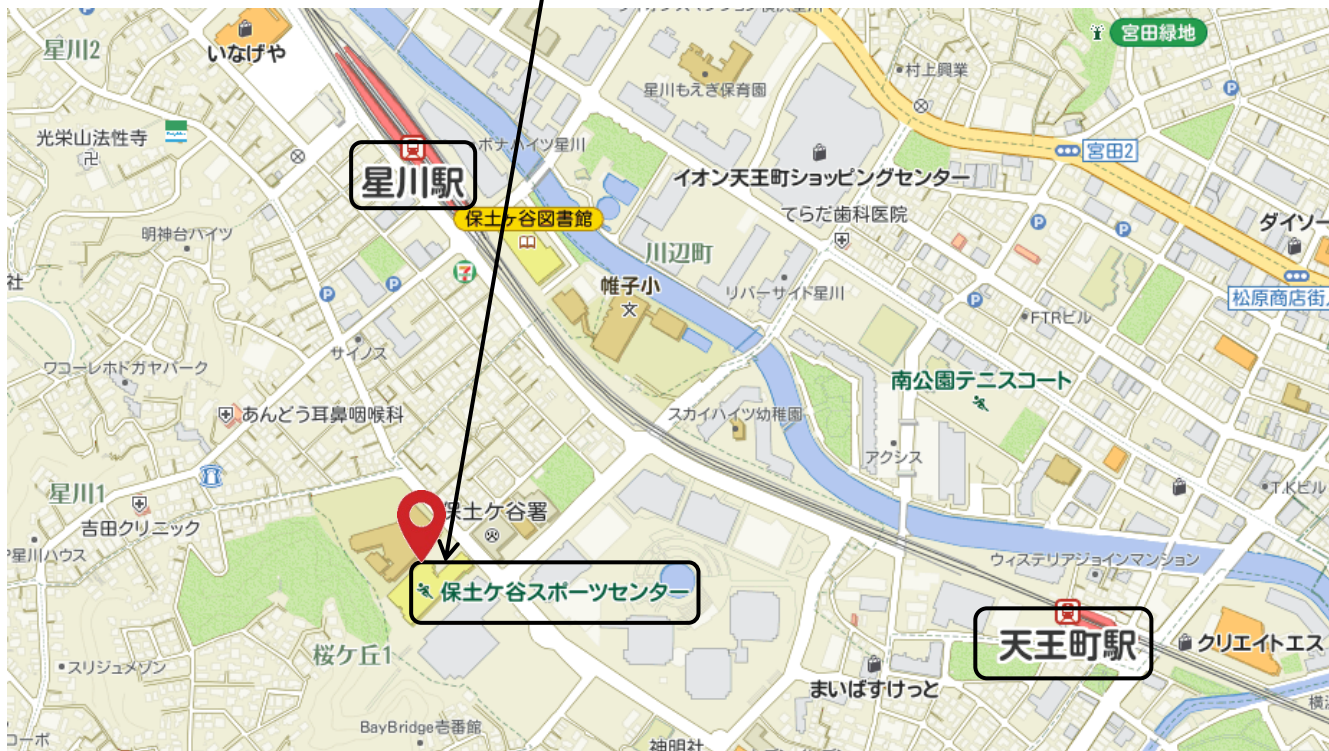 星川2
いなげや
宮田緑地
村上興業
星川もえぎ保育園
光栄山法性寺
ボナハイツ星川
宮田2
星川駅
イオン天王町ショッピングセンター
保土ケ谷図書館
てらだ歯科医院
ダイソー
明神台ハイツ
川辺町
社
帷子小
リバーサイド星川
松原商店街
FTRビル
サイノス
ワコーレホドガヤパーク
南公園テニスコート
あんどう耳鼻咽喉科
スカイハイツ幼稚園
アクシス
星川1
T.Kビル
保土ケ谷署
吉田クリニック
星川ハウス
ウィステリアジョインマンション
保土ケ谷スポーツセンター
天王町駅
クリエイトエス
桜ケ丘1
スリジェメゾン
まいばすけっと
BayBridge壱番館
コーポ
神明社